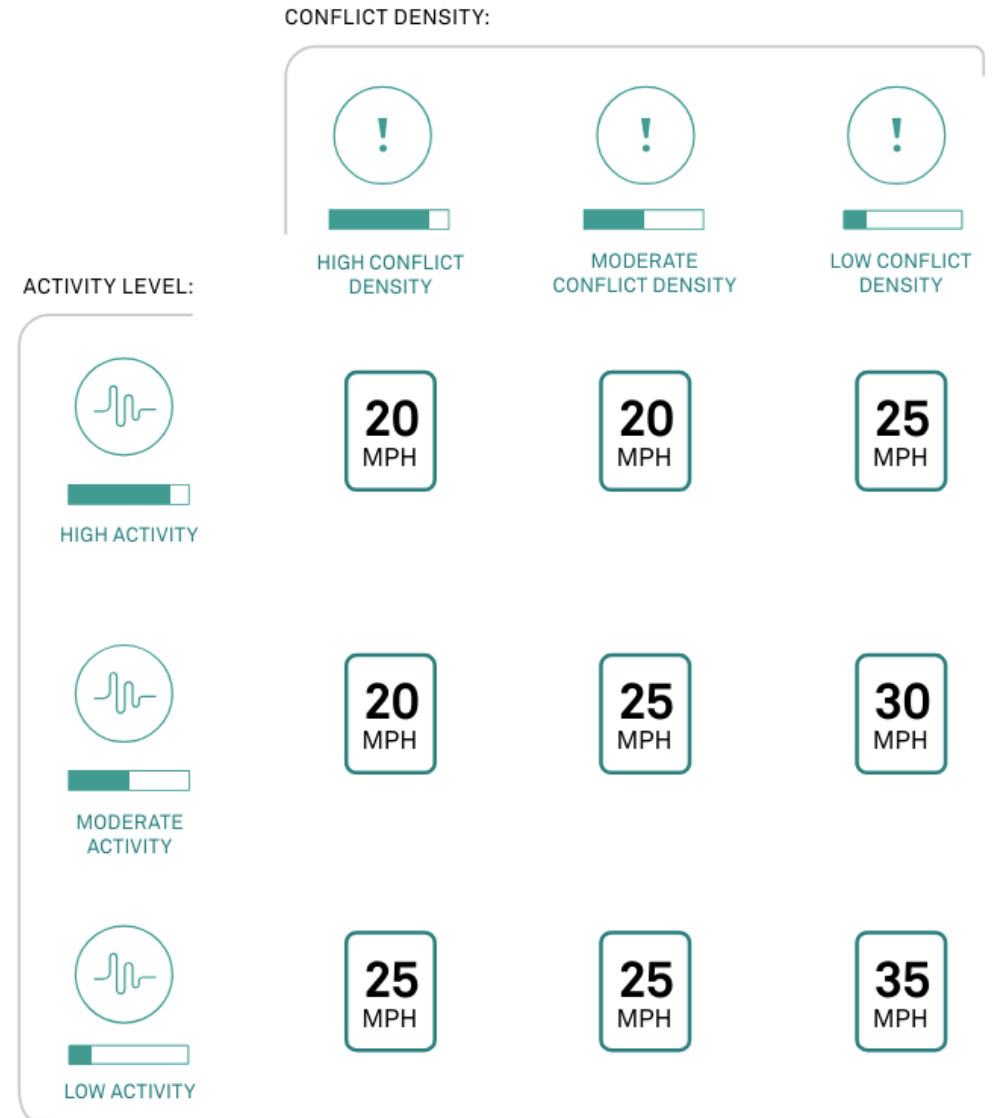 CONFLICT DENSITY:
!
!
!
HIGH CONFLICT
DENSITY
MODERATE
CONFLICT DENSITY
LOW CONFLICT
DENSITY
ACTIVITY LEVEL:
HIGH ACTIVITY
20
MPH
20
MPH
25
MPH
MODERATE
ACTIVITY
20
MPH
25
MPH
30
MPH
LOW ACTIVITY
25
MPH
25
MPH
35
MPH